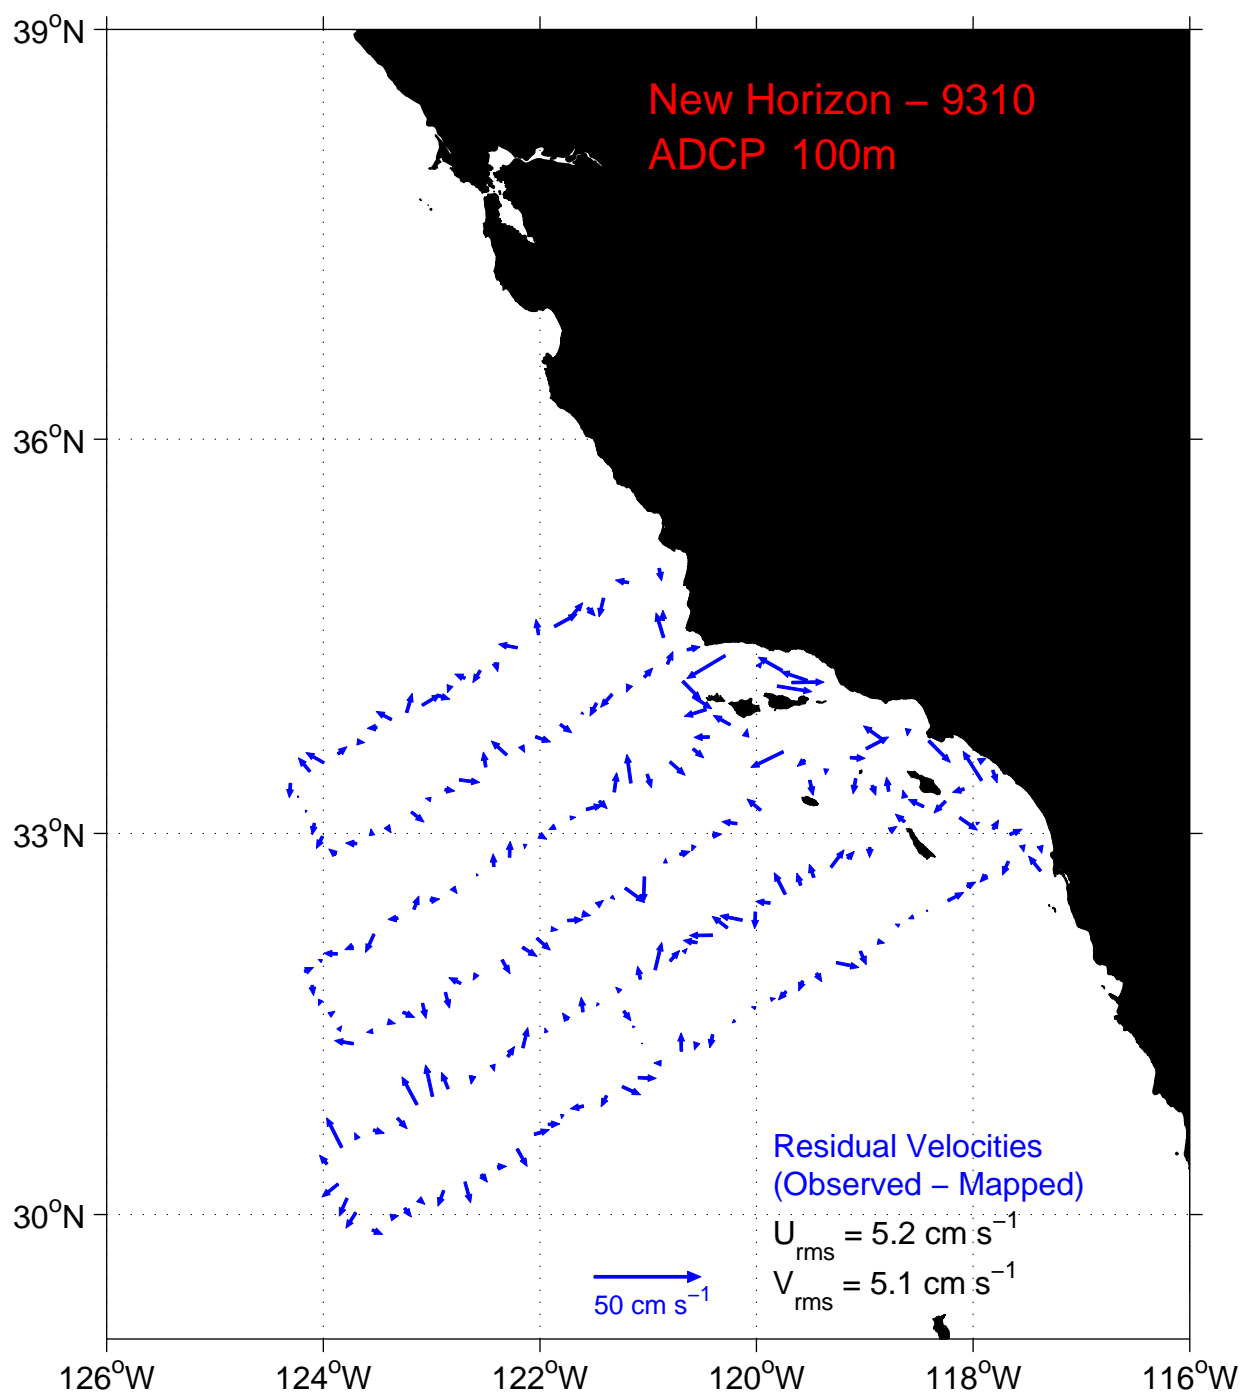 39°N
New Horizon – 9310
ADCP 100m
36°N
33°N
Residual Velocities
(Observed – Mapped)
30°N
U_rms = 5.2 cm s⁻¹
V_rms = 5.1 cm s⁻¹
50 cm s⁻¹
126°W 124°W 122°W 120°W 118°W 116°W